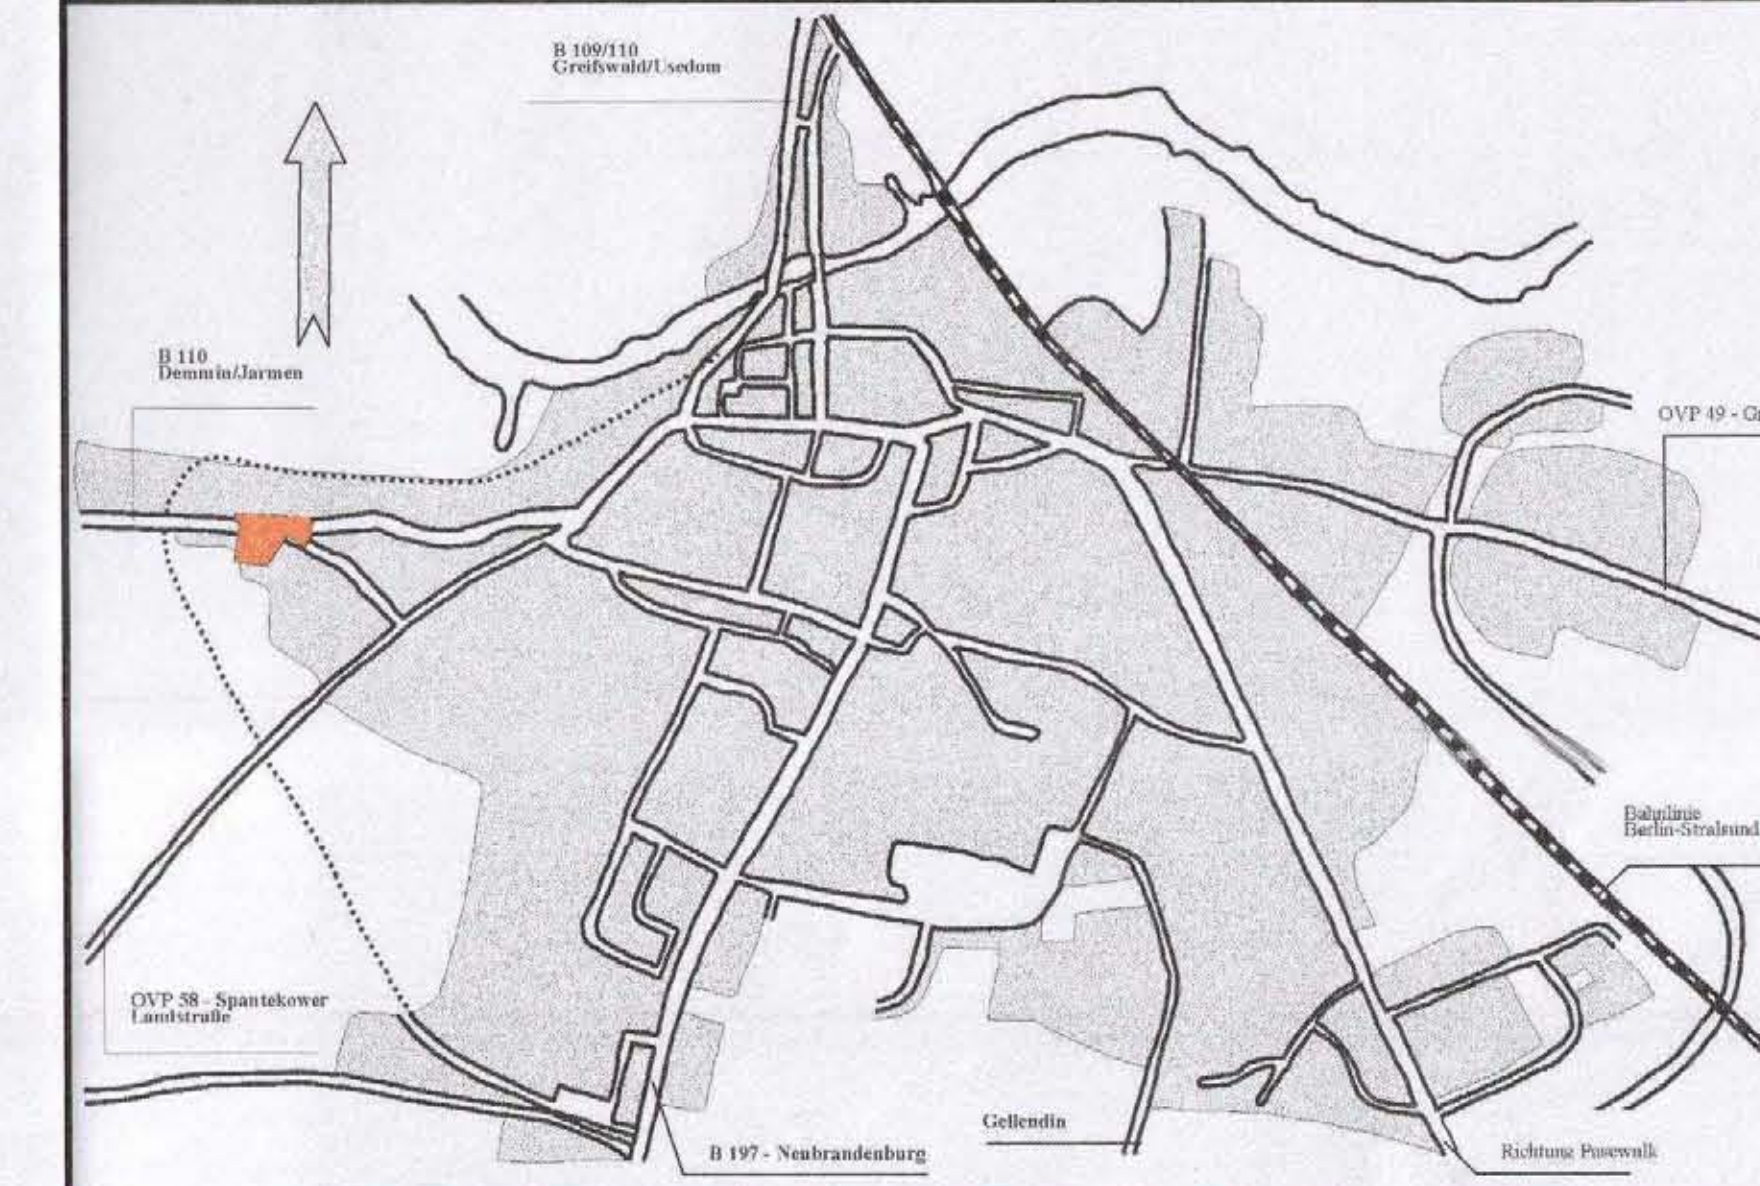 B 109/110
Greifswald/Usedom
B 110
Demmin/Jarmen
OVP 49 - G
Bahnlinie
Berlin-Stralsund
OVP 58 - Spantekower
Landstraße
Gellendin
B 197 - Neubrandenburg
Richtung Pasewalk